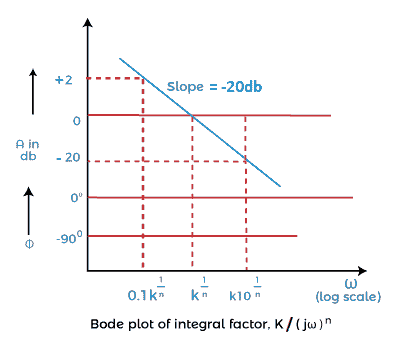 +2
Slope = -20db
0
A in
db
- 20
0°
Φ
-90⁰
0.1k^1/n
k^1/n
k10^1/n
ω
(log scale)
Bode plot of integral factor, K/(jω)ⁿ